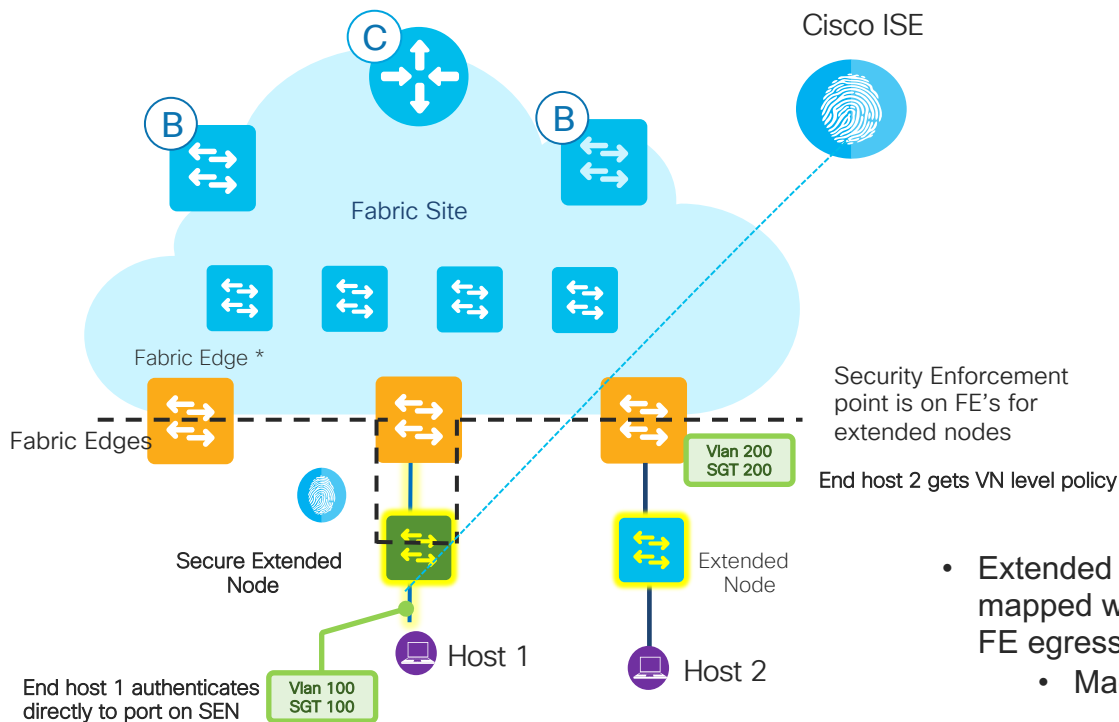 Cisco ISE
C
B
B
Fabric Site
Fabric Edge *
Fabric Edges
Security Enforcement
point is on FE's for
extended nodes
Vlan 200
SGT 200
End host 2 gets VN level policy
Secure Extended
Node
Extended
Node
Host 1
Host 2
End host 1 authenticates
directly to port on SEN
Vlan 100
SGT 100
• Extended
mapped w
FE egress
• Ma